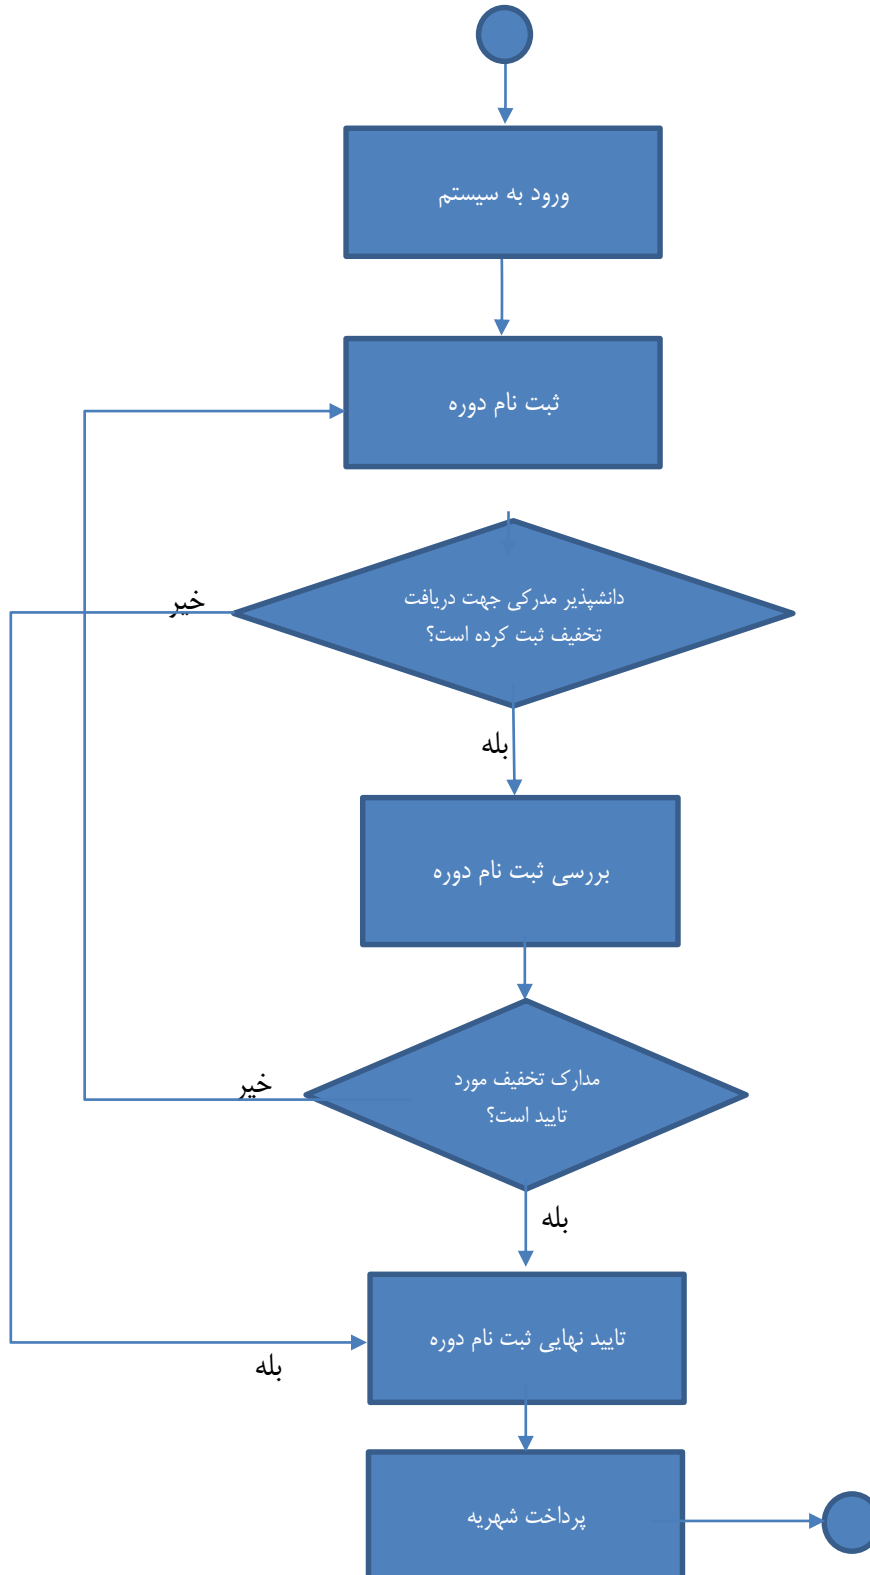 ورود به سیستم
ثبت نام دوره
دانشپذیر مدرکی جهت دریافت
تخفیف ثبت کرده است؟
خیر
بله
بررسی ثبت نام دوره
مدارک تخفیف مورد
تایید است؟
خیر
بله
تایید نهایی ثبت نام دوره
بله
پرداخت شهریه